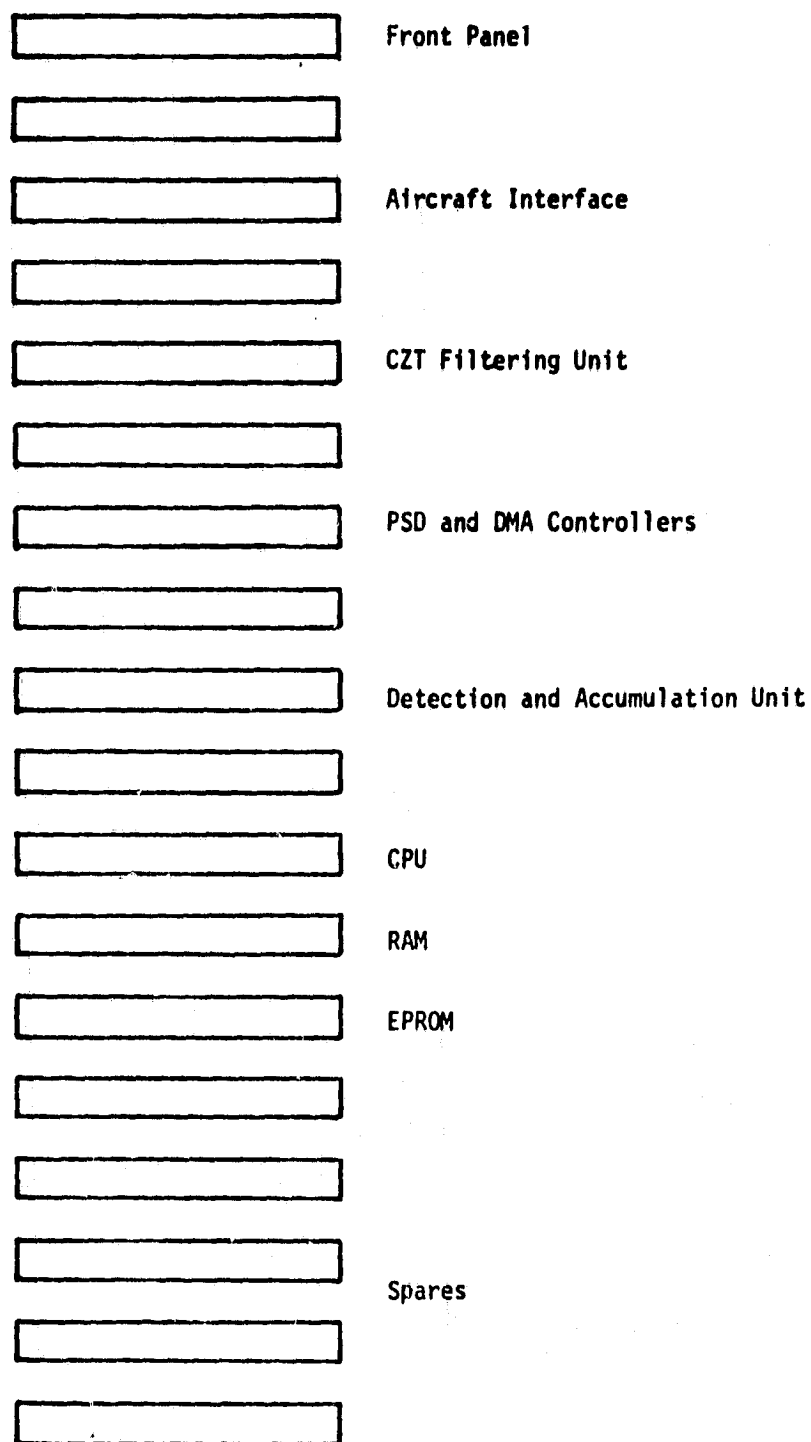 Front Panel
Aircraft Interface
CZT Filtering Unit
PSD and DMA Controllers
Detection and Accumulation Unit
CPU
RAM
EPROM
Spares